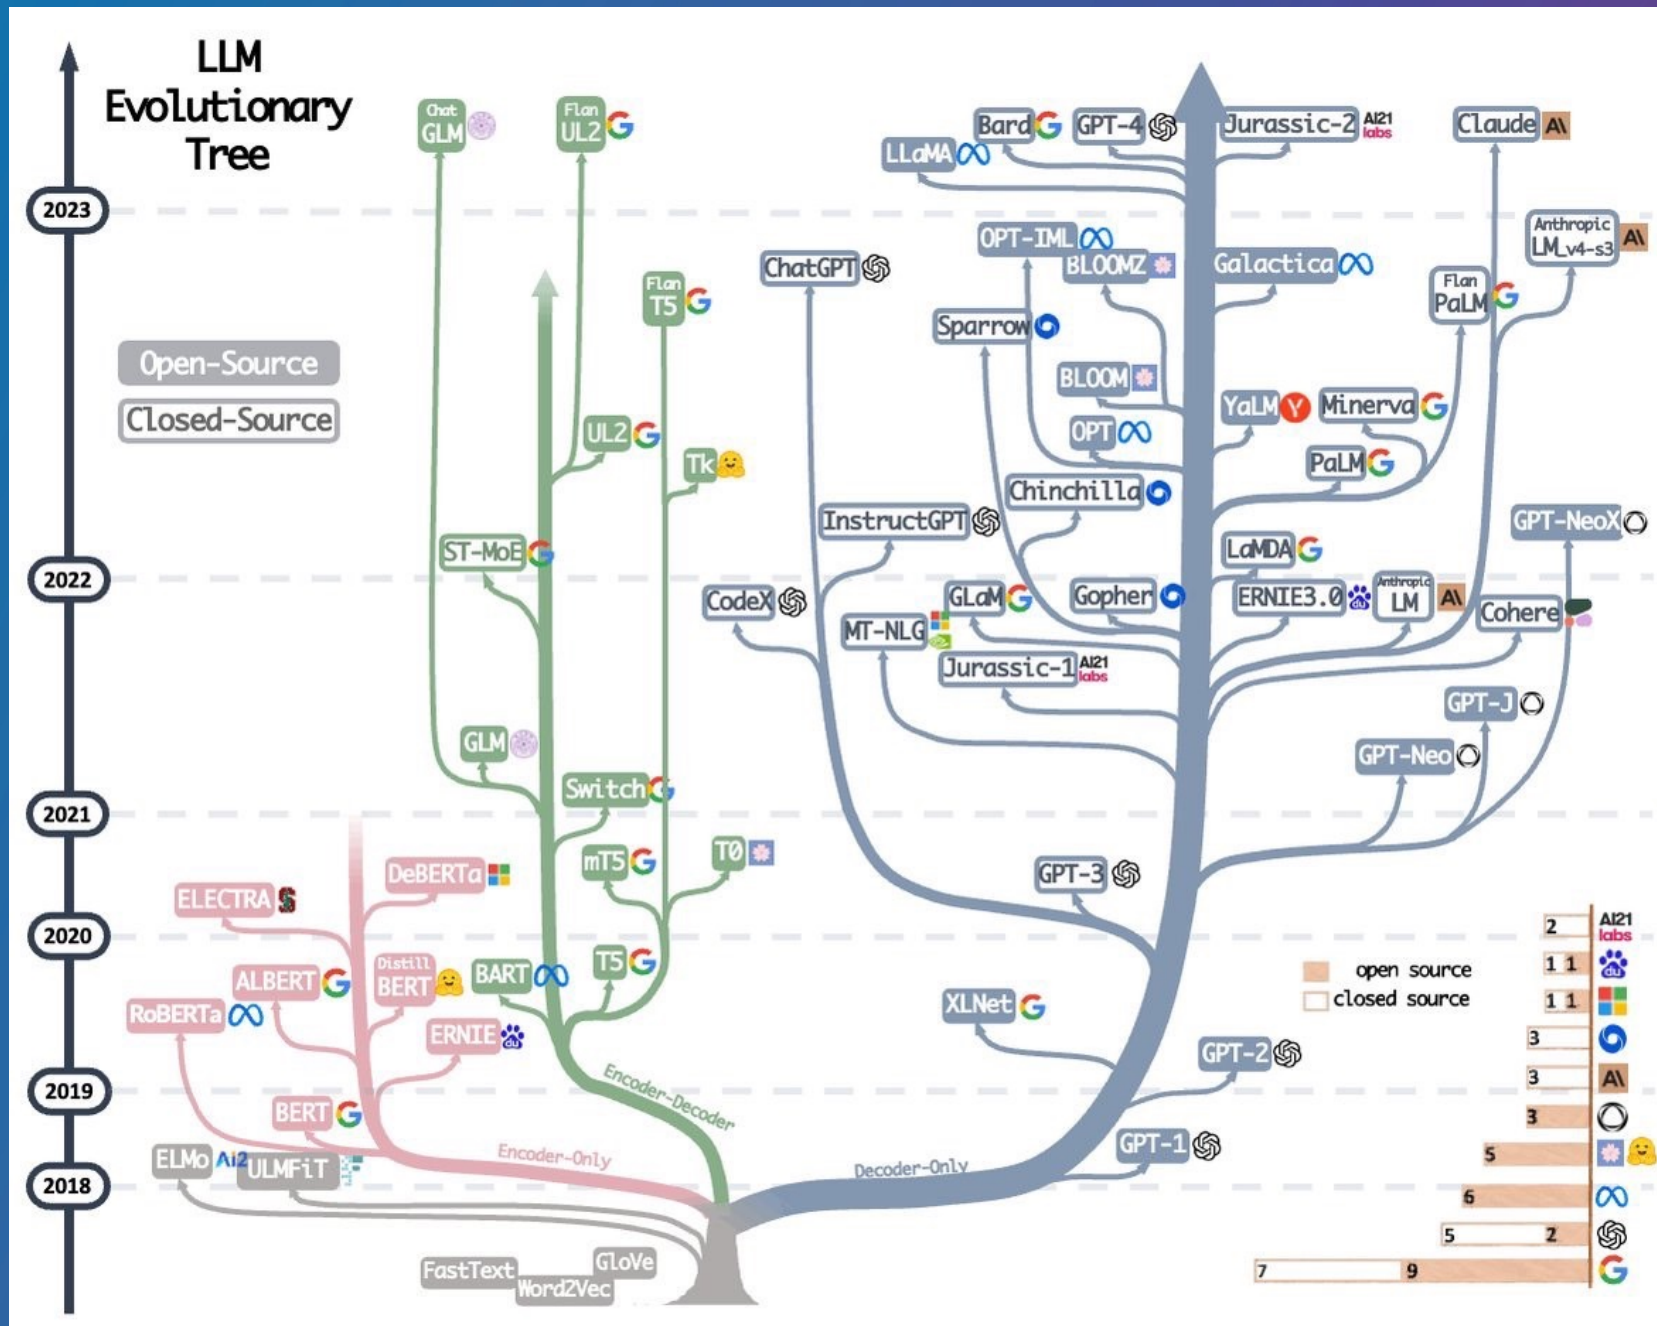 LLM
Evolutionary
Tree
2023
2022
2021
2020
2019
2018
Open-Source
Closed-Source
Chat
GLM
Flan
UL2
Flan
T5
UL2
Tk
ST-MoE
GLM
Switch
mT5
T0
BART
T5
Encoder-Decoder
ELECTRA
DeBERTa
ALBERT
Distill
BERT
RoBERTa
ERNIE
du
BERT
Encoder-Only
ELMo
Ai2
ULMFiT
FastText
Word2Vec
GloVe
Bard
GPT-4
Jurassic-2
AI21
labs
Claude
A\
LLaMA
OPT-IML
BLOOMZ
Galactica
Anthropic
LM_v4-s3
A\
ChatGPT
Flan
PaLM
Sparrow
BLOOM
YaLM
Y
Minerva
OPT
PaLM
Chinchilla
InstructGPT
GPT-NeoX
LaMDA
CodeX
GLaM
Gopher
ERNIE3.0
du
Anthropic
LM
A\
Cohere
MT-NLG
Jurassic-1
AI21
labs
GPT-J
GPT-Neo
GPT-3
XLNet
GPT-2
GPT-1
Decoder-Only
open source
closed source
2
AI21
labs
1 1
du
1 1
3
3
A\
3
5
6
5 2
7 9